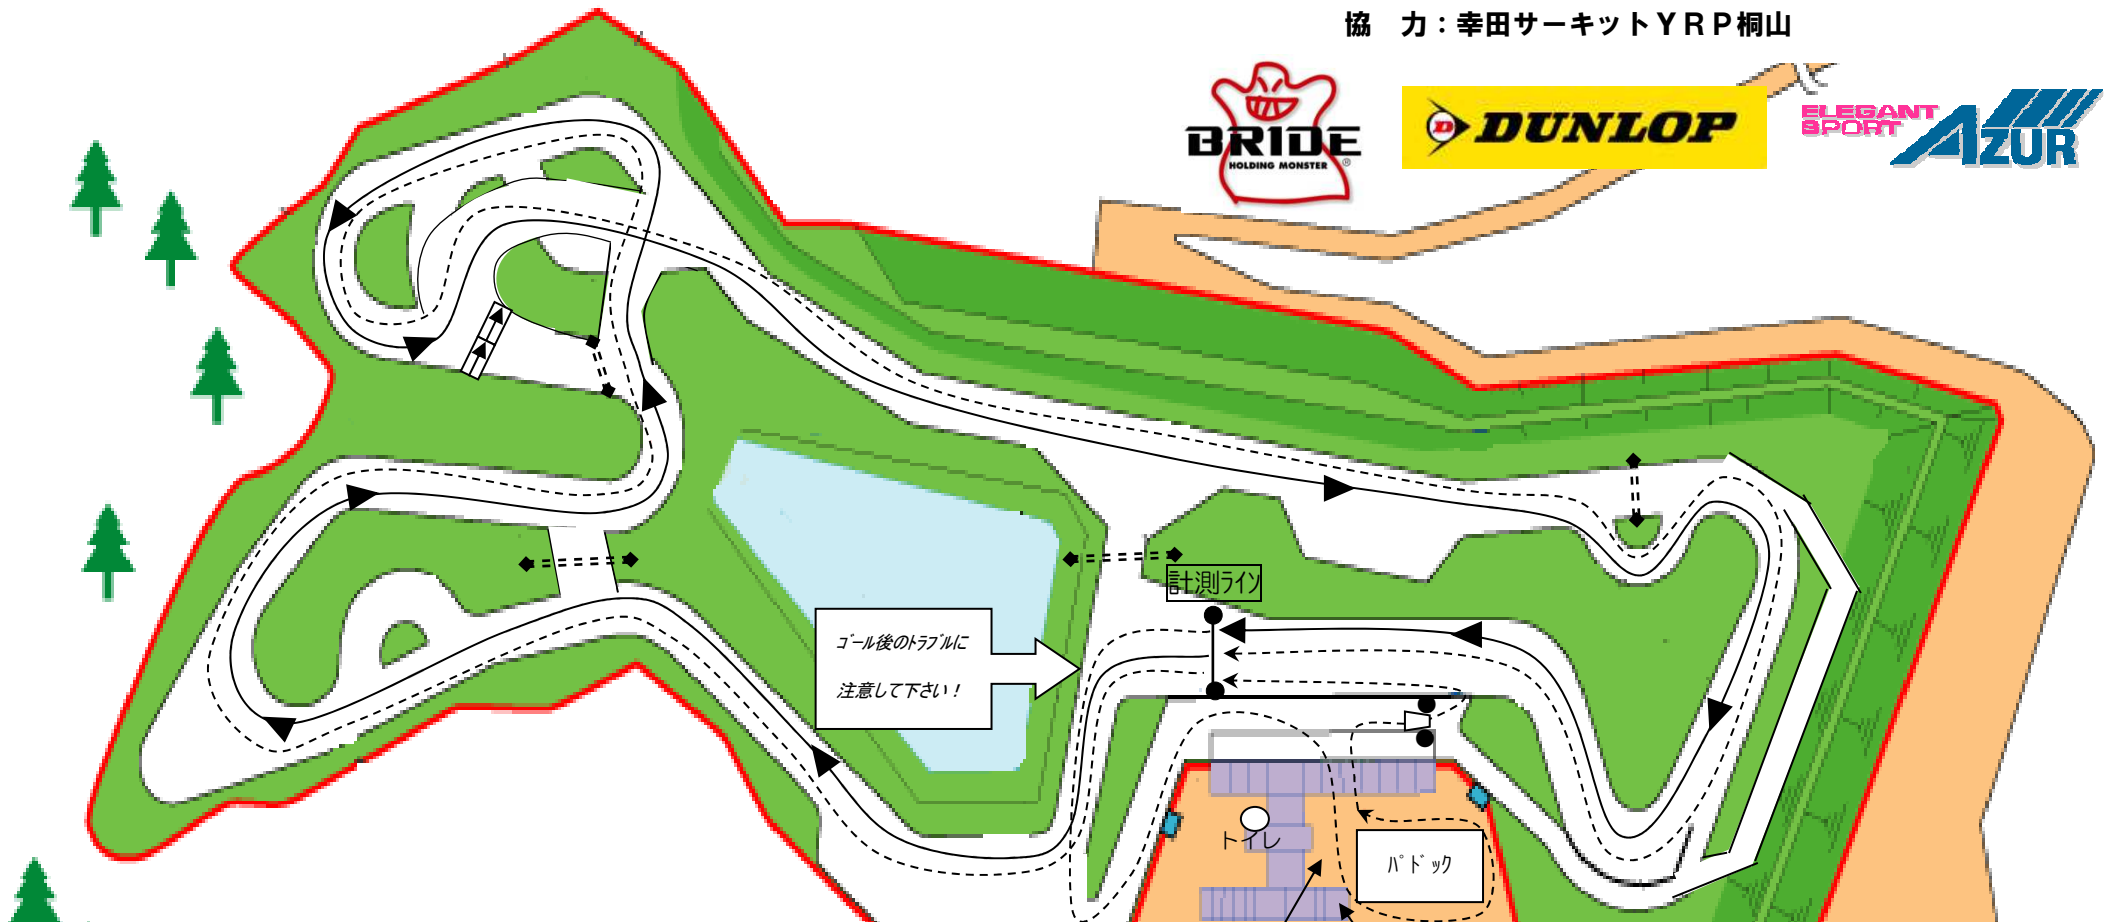 協　力：幸田サーキットＹＲＰ桐山
BRIDE
HOLDING MONSTER
®
D DUNLOP
ELEGANT
SPORT
AZUR
計測ライン
ゴール後のトラブルに
注意して下さい！
トイレ
パドック